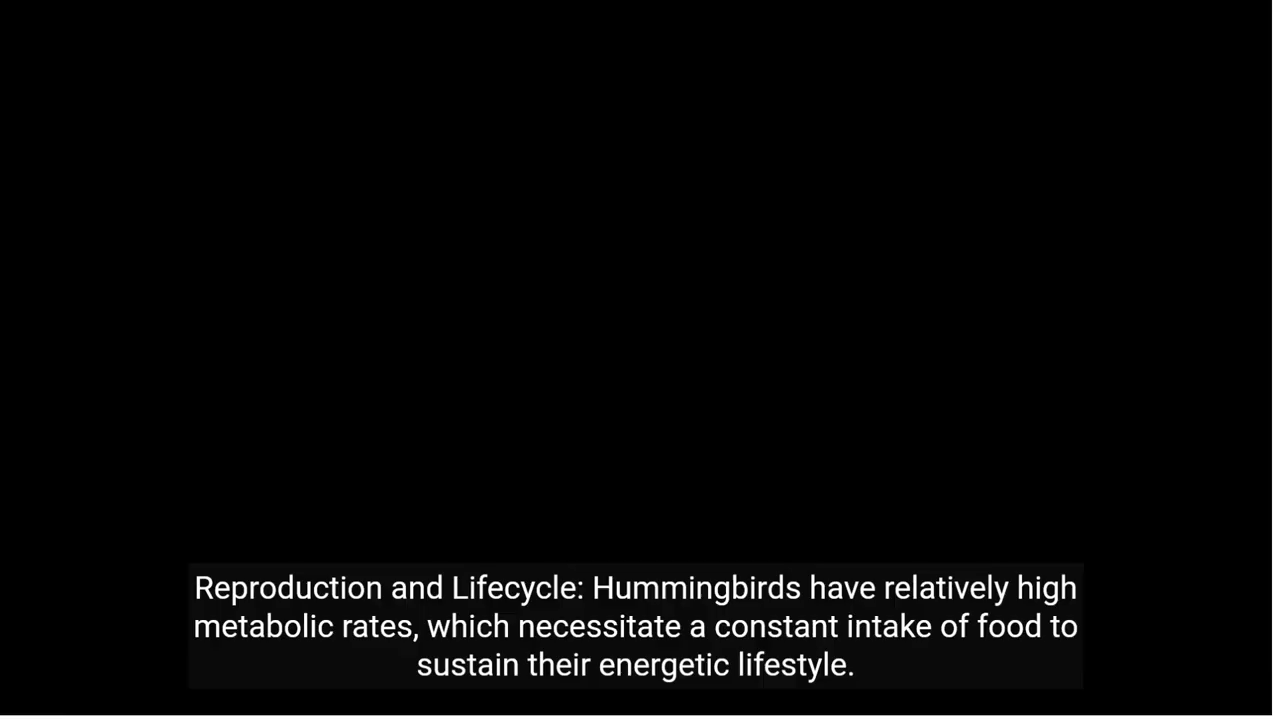 Reproduction and Lifecycle: Hummingbirds have relatively high
metabolic rates, which necessitate a constant intake of food to
sustain their energetic lifestyle.